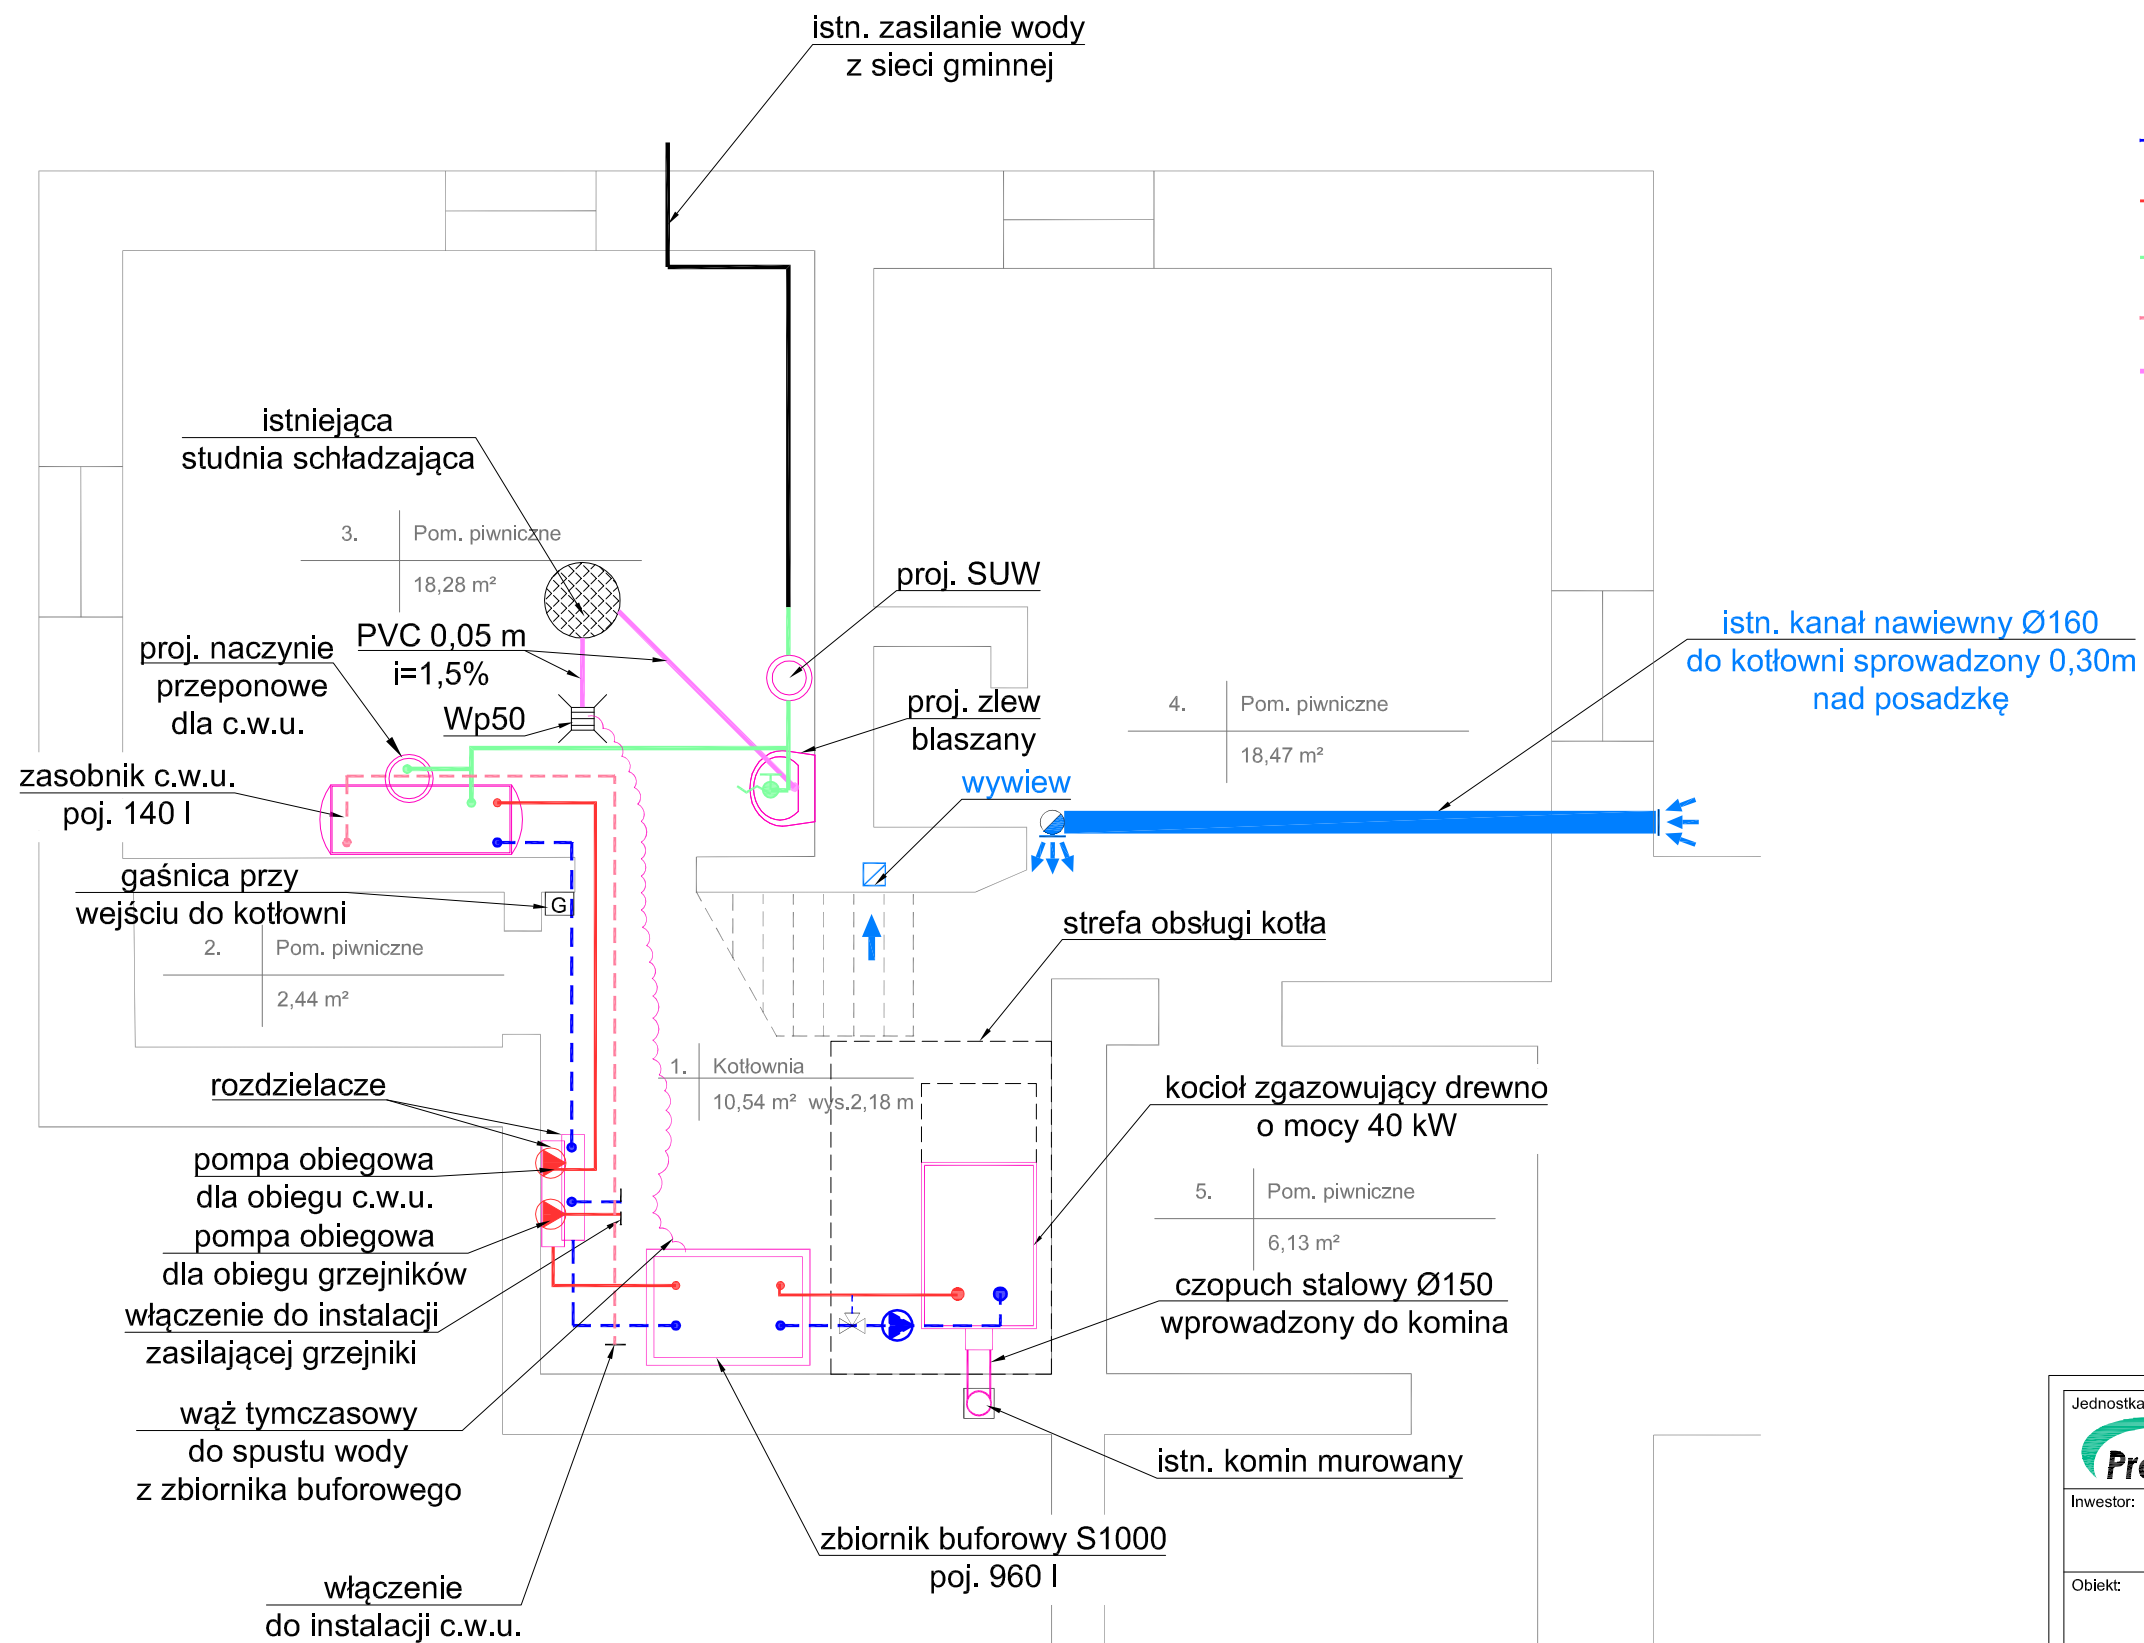 istn. zasilanie wody
z sieci gminnej
istniejąca
studnia schładzająca
3.
Pom. piwniczne
18,28 m²
proj. SUW
istn. kanał nawiewny Ø160
do kotłowni sprowadzony 0,30m
nad posadzkę
PVC 0,05 m
i=1,5%
proj. naczynie
przeponowe
dla c.w.u.
Wp50
proj. zlew
blaszany
4.
Pom. piwniczne
18,47 m²
zasobnik c.w.u.
poj. 140 l
wywiew
gaśnica przy
wejściu do kotłowni
G
strefa obsługi kotła
2.
Pom. piwniczne
2,44 m²
1.
Kotłownia
10,54 m² wys.2,18 m
rozdzielacze
kocioł zgazowujący drewno
o mocy 40 kW
pompa obiegowa
dla obiegu c.w.u.
pompa obiegowa
dla obiegu grzejników
5.
Pom. piwniczne
6,13 m²
włączenie do instalacji
zasilającej grzejniki
czopuch stalowy Ø150
wprowadzony do komina
wąż tymczasowy
do spustu wody
z zbiornika buforowego
istn. komin murowany
zbiornik buforowy S1000
poj. 960 l
włączenie
do instalacji c.w.u.
Jednostka
Inwestor:
Obiekt: